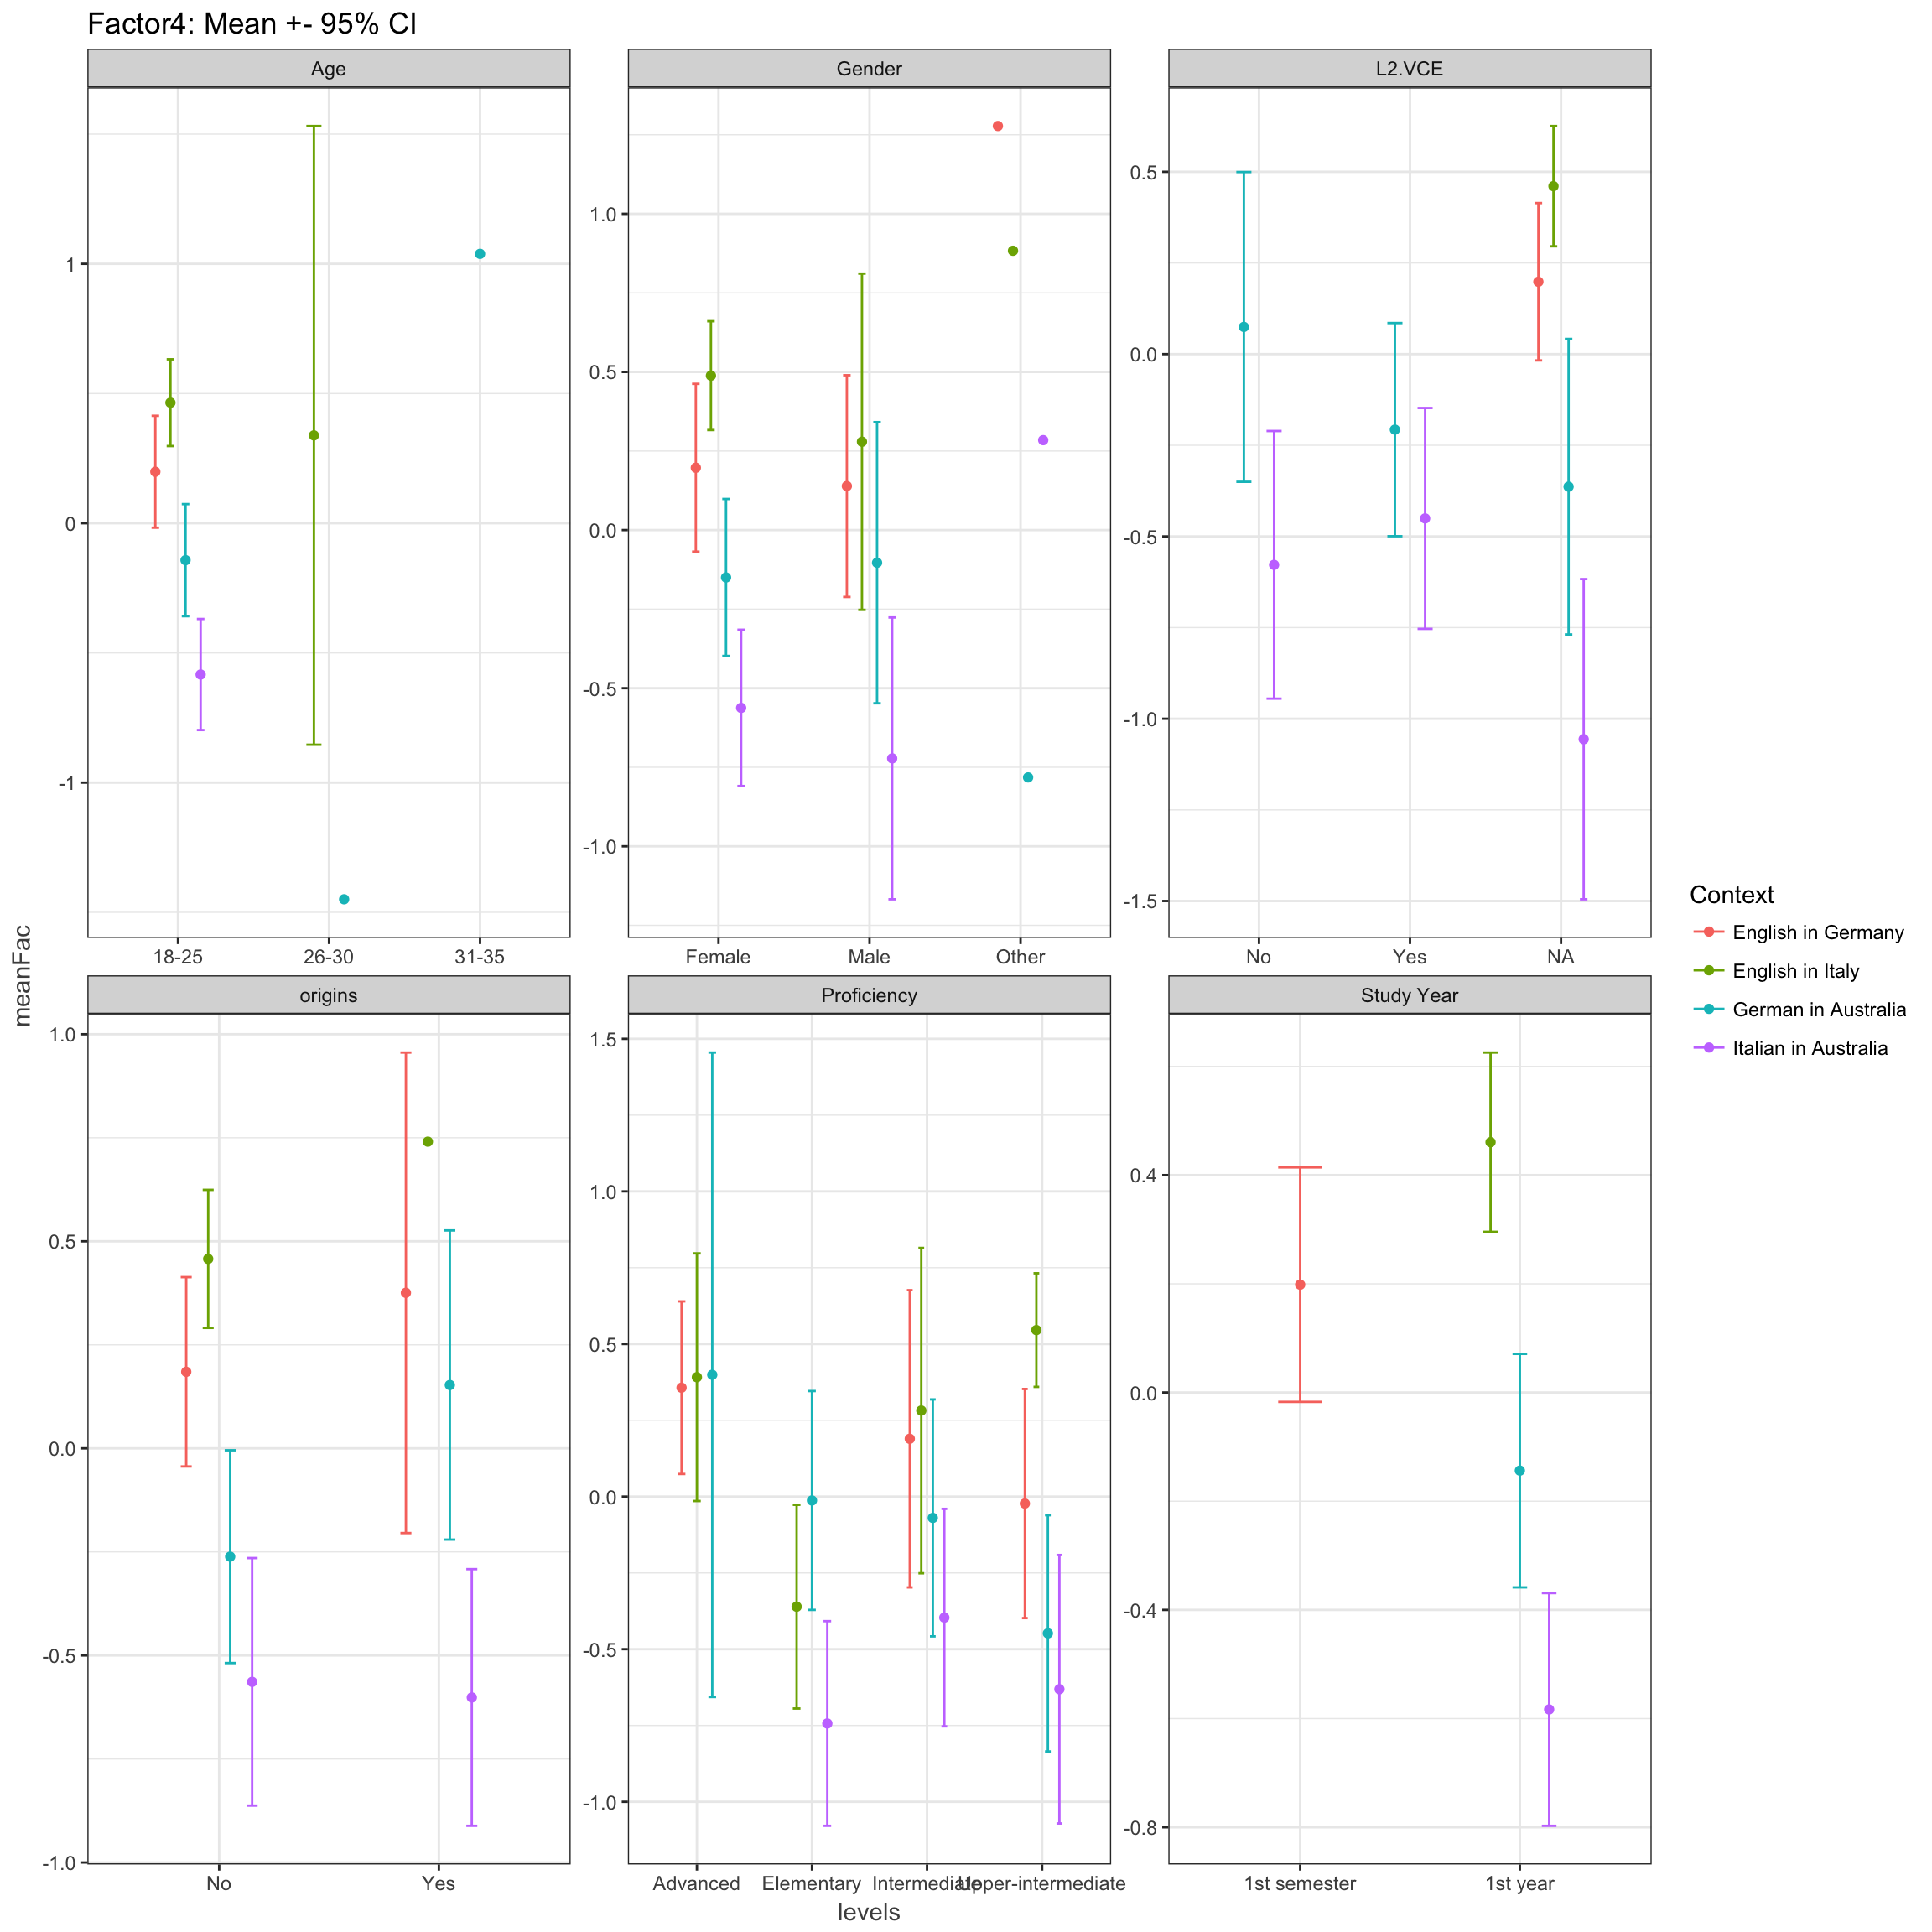 Factor4: Mean +- 95% CI
Age
Gender
L2.VCE
1
0
-1
1.0
0.5
0.0
-0.5
-1.0
0.5
0.0
-0.5
-1.0
-1.5
18-25 26-30 31-35
Female Male Other
No Yes NA
origins
Proficiency
Study Year
1.0
0.5
0.0
-0.5
-1.0
1.5
1.0
0.5
0.0
-0.5
-1.0
0.4
0.0
-0.4
-0.8
No Yes
Advanced Elementary Intermediate Upper-intermediate
1st semester 1st year
levels
meanFac
Context
English in Germany
English in Italy
German in Australia
Italian in Australia